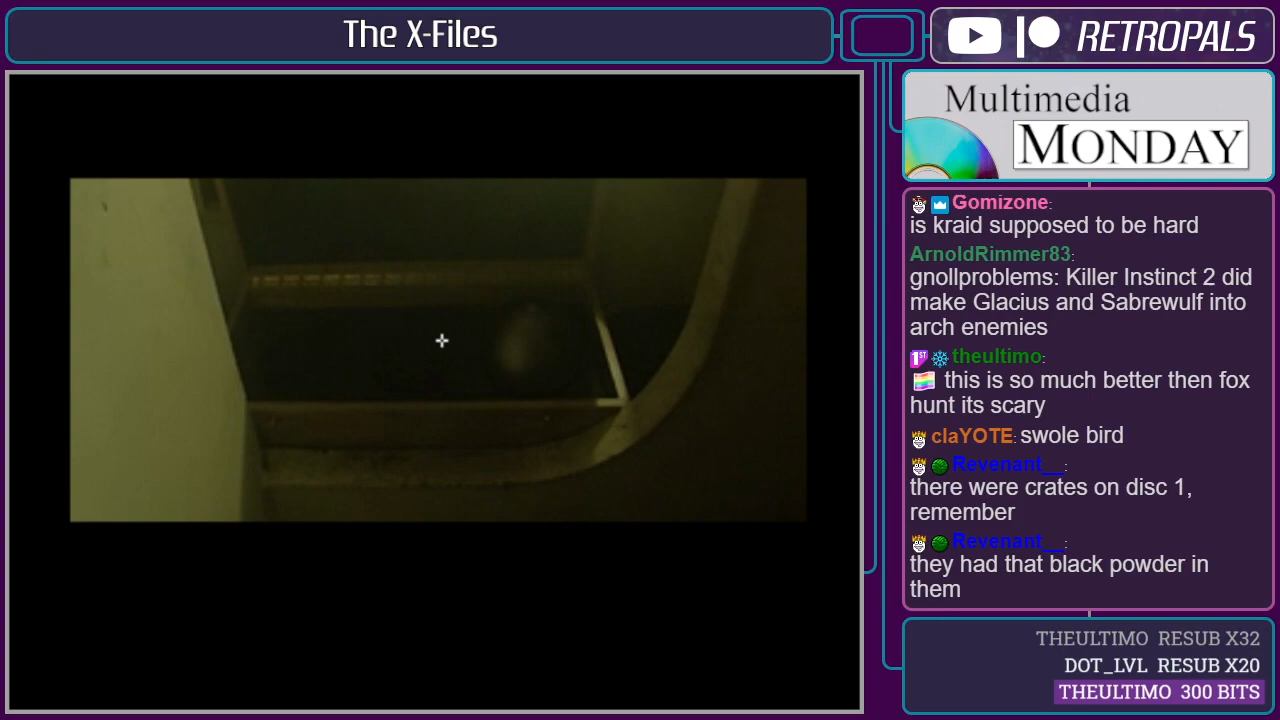 The X-Files
RETROPALS
Multimedia
MONDAY
Gomizone:
is kraid supposed to be hard
ArnoldRimmer83:
gnollproblems: Killer Instinct 2 did
make Glacius and Sabrewulf into
arch enemies
1ST theultimo:
this is so much better then fox
hunt its scary
claYOTE: swole bird
Revenant__:
there were crates on disc 1,
remember
Revenant__:
they had that black powder in
them
THEULTIMO RESUB X32
DOT_LVL RESUB X20
THEULTIMO 300 BITS